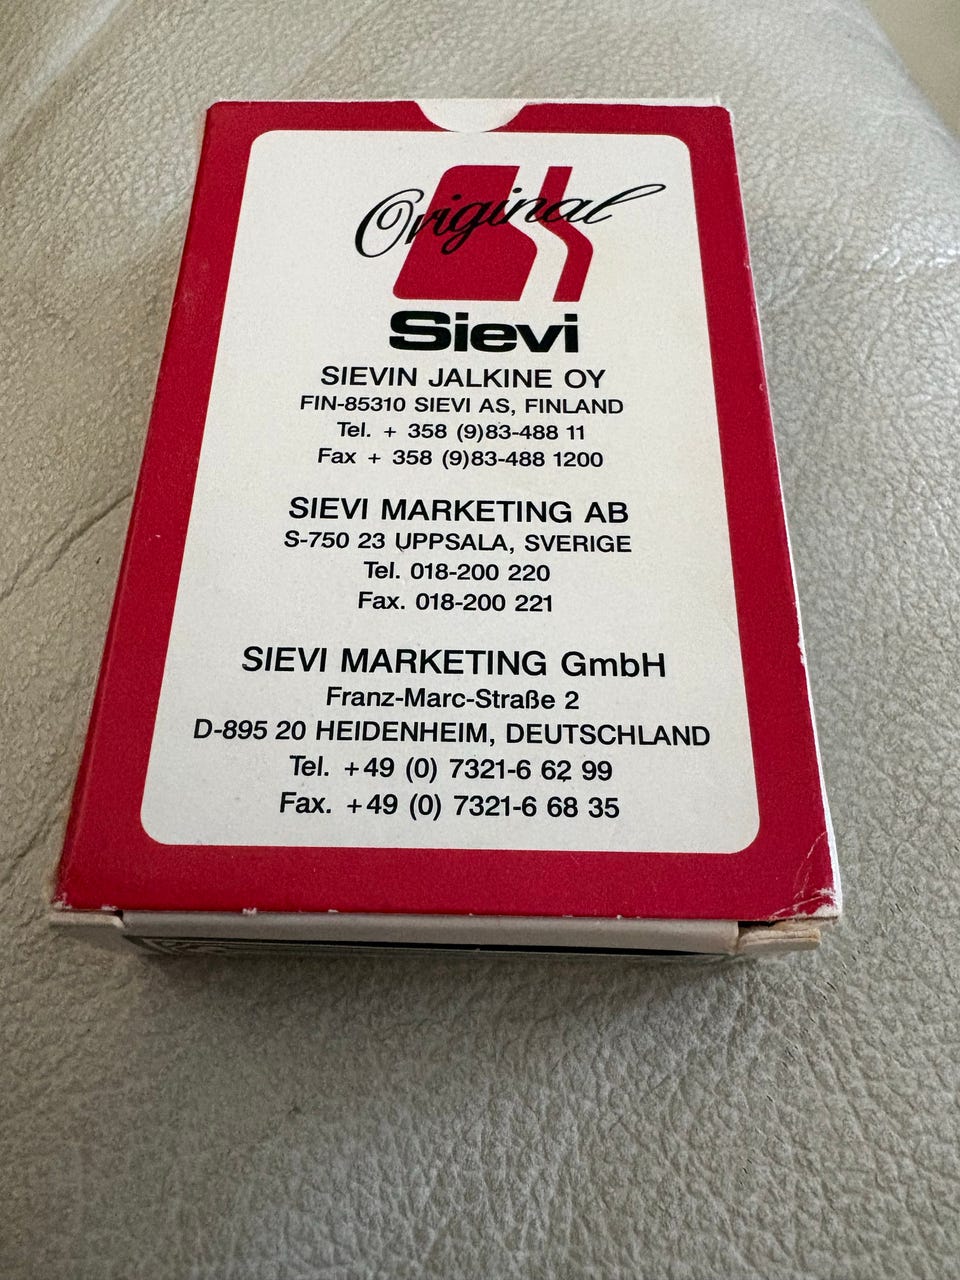 Original
Sievi
SIEVIN JALKINE OY
FIN-85310 SIEVI AS, FINLAND
Tel. + 358 (9)83-488 11
Fax + 358 (9)83-488 1200
SIEVI MARKETING AB
S-750 23 UPPSALA, SVERIGE
Tel. 018-200 220
Fax. 018-200 221
SIEVI MARKETING GmbH
Franz-Marc-Straße 2
D-895 20 HEIDENHEIM, DEUTSCHLAND
Tel. +49 (0) 7321-6 62 99
Fax. +49 (0) 7321-6 68 35